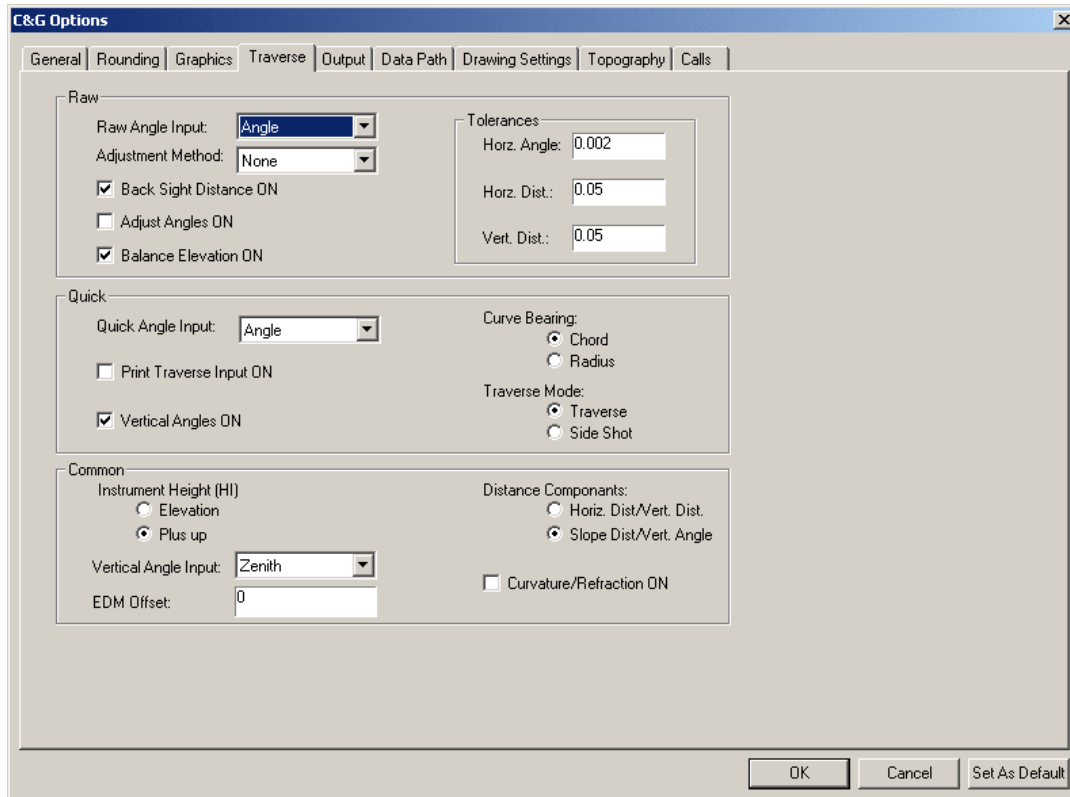 C&G Options
General Rounding Graphics Traverse Output Data Path Drawing Settings Topography Calls
Raw
Raw Angle Input: Angle
Adjustment Method: None
Back Sight Distance ON
Adjust Angles ON
Balance Elevation ON
Tolerances
Horz. Angle: 0.002
Horz. Dist.: 0.05
Vert. Dist.: 0.05
Quick
Quick Angle Input: Angle
Print Traverse Input ON
Vertical Angles ON
Curve Bearing:
Chord
Radius
Traverse Mode:
Traverse
Side Shot
Common
Instrument Height (HI)
Elevation
Plus up
Vertical Angle Input: Zenith
EDM Offset: 0
Distance Componants:
Horiz. Dist/Vert. Dist.
Slope Dist/Vert. Angle
Curvature/Refraction ON
OK Cancel Set As Default